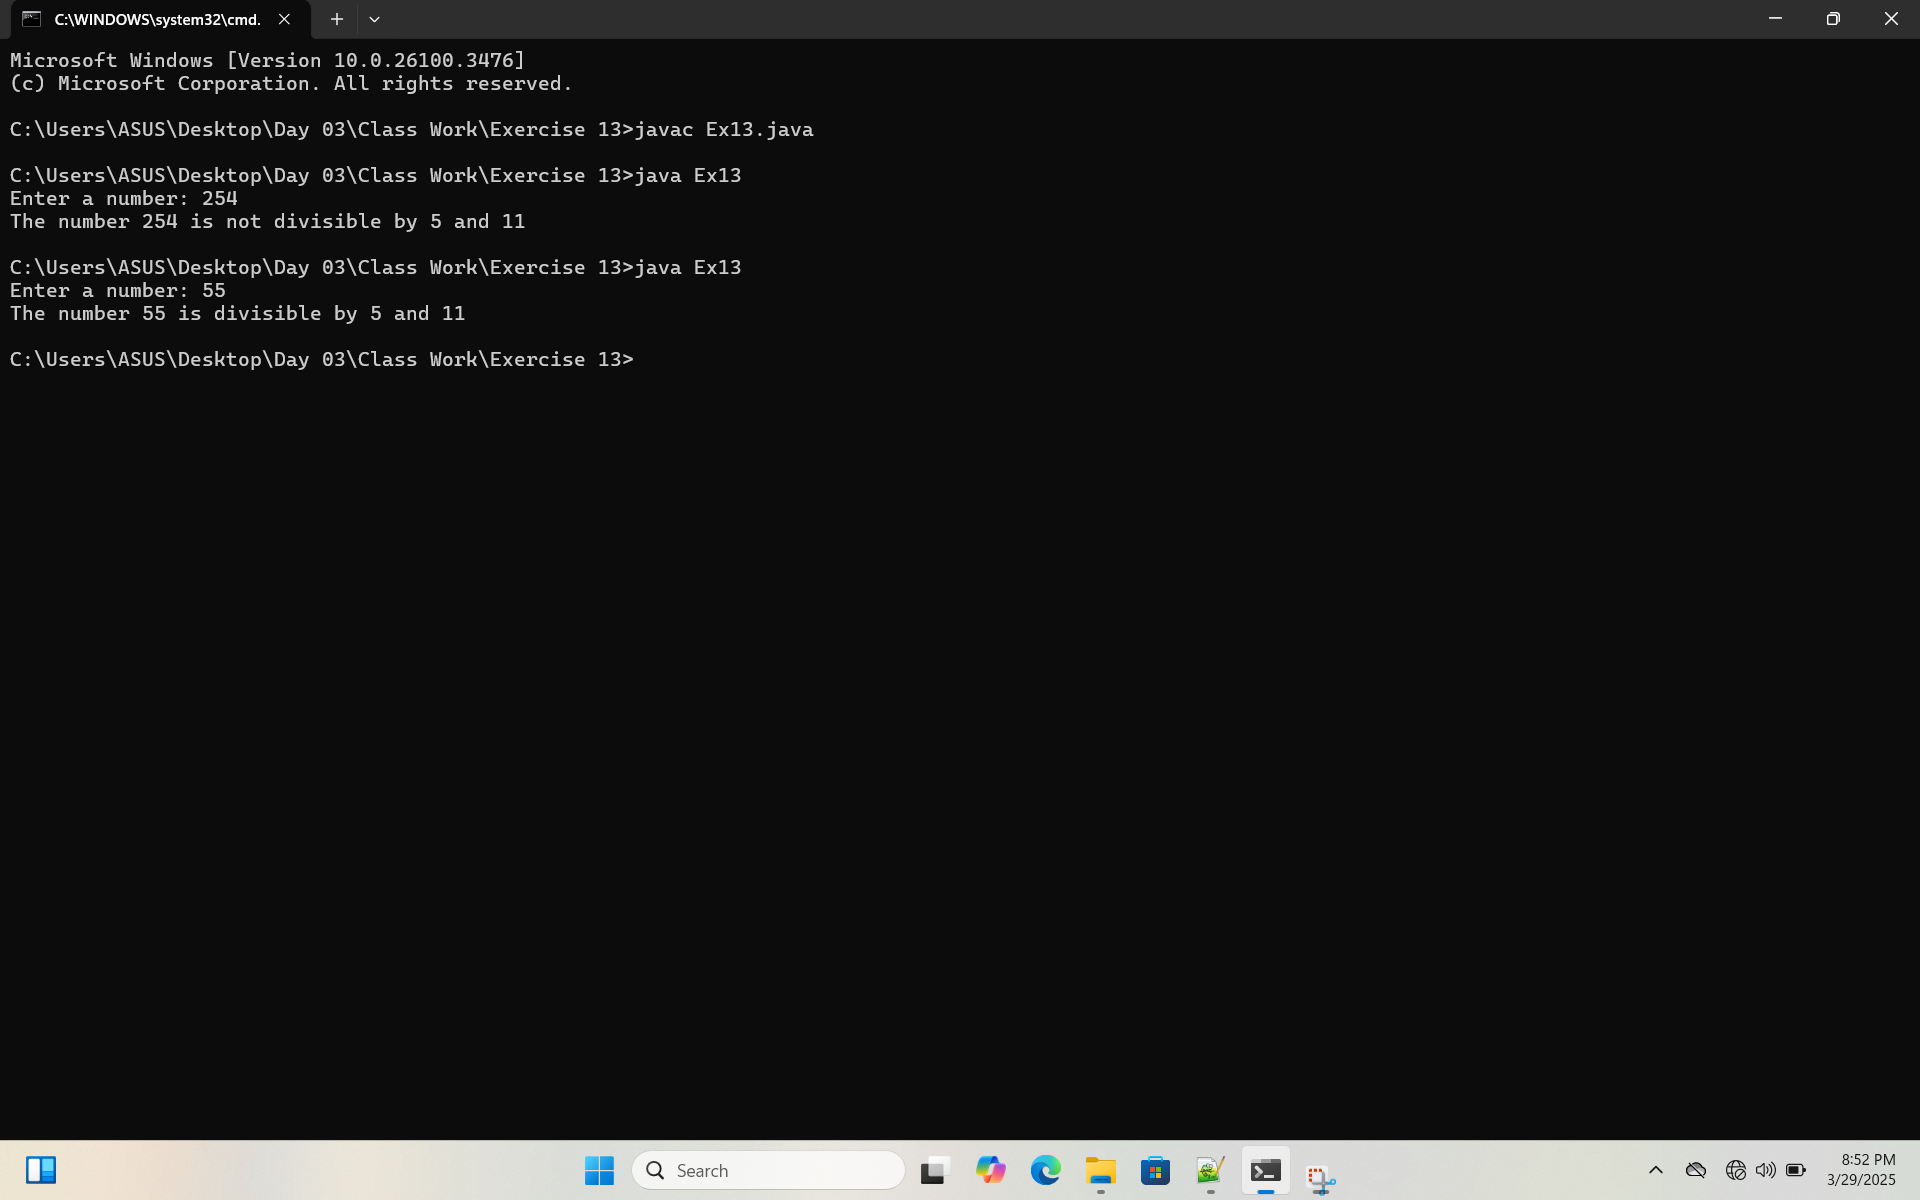 C:\WINDOWS\system32\cmd.
Microsoft Windows [Version 10.0.26100.3476]
(c) Microsoft Corporation. All rights reserved.
C:\Users\ASUS\Desktop\Day 03\Class Work\Exercise 13>javac Ex13.java
C:\Users\ASUS\Desktop\Day 03\Class Work\Exercise 13>java Ex13
Enter a number: 254
The number 254 is not divisible by 5 and 11
C:\Users\ASUS\Desktop\Day 03\Class Work\Exercise 13>java Ex13
Enter a number: 55
The number 55 is divisible by 5 and 11
C:\Users\ASUS\Desktop\Day 03\Class Work\Exercise 13>
Search
8:52 PM
3/29/2025